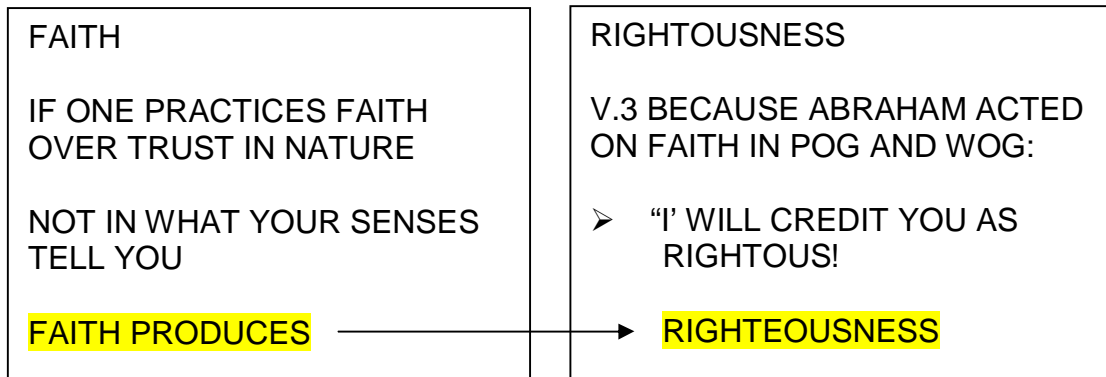 FAITH
IF ONE PRACTICES FAITH
OVER TRUST IN NATURE
NOT IN WHAT YOUR SENSES
TELL YOU
FAITH PRODUCES
RIGHTOUSNESS
V.3 BECAUSE ABRAHAM ACTED
ON FAITH IN POG AND WOG:
➢ “I’ WILL CREDIT YOU AS
RIGHTOUS!
RIGHTEOUSNESS